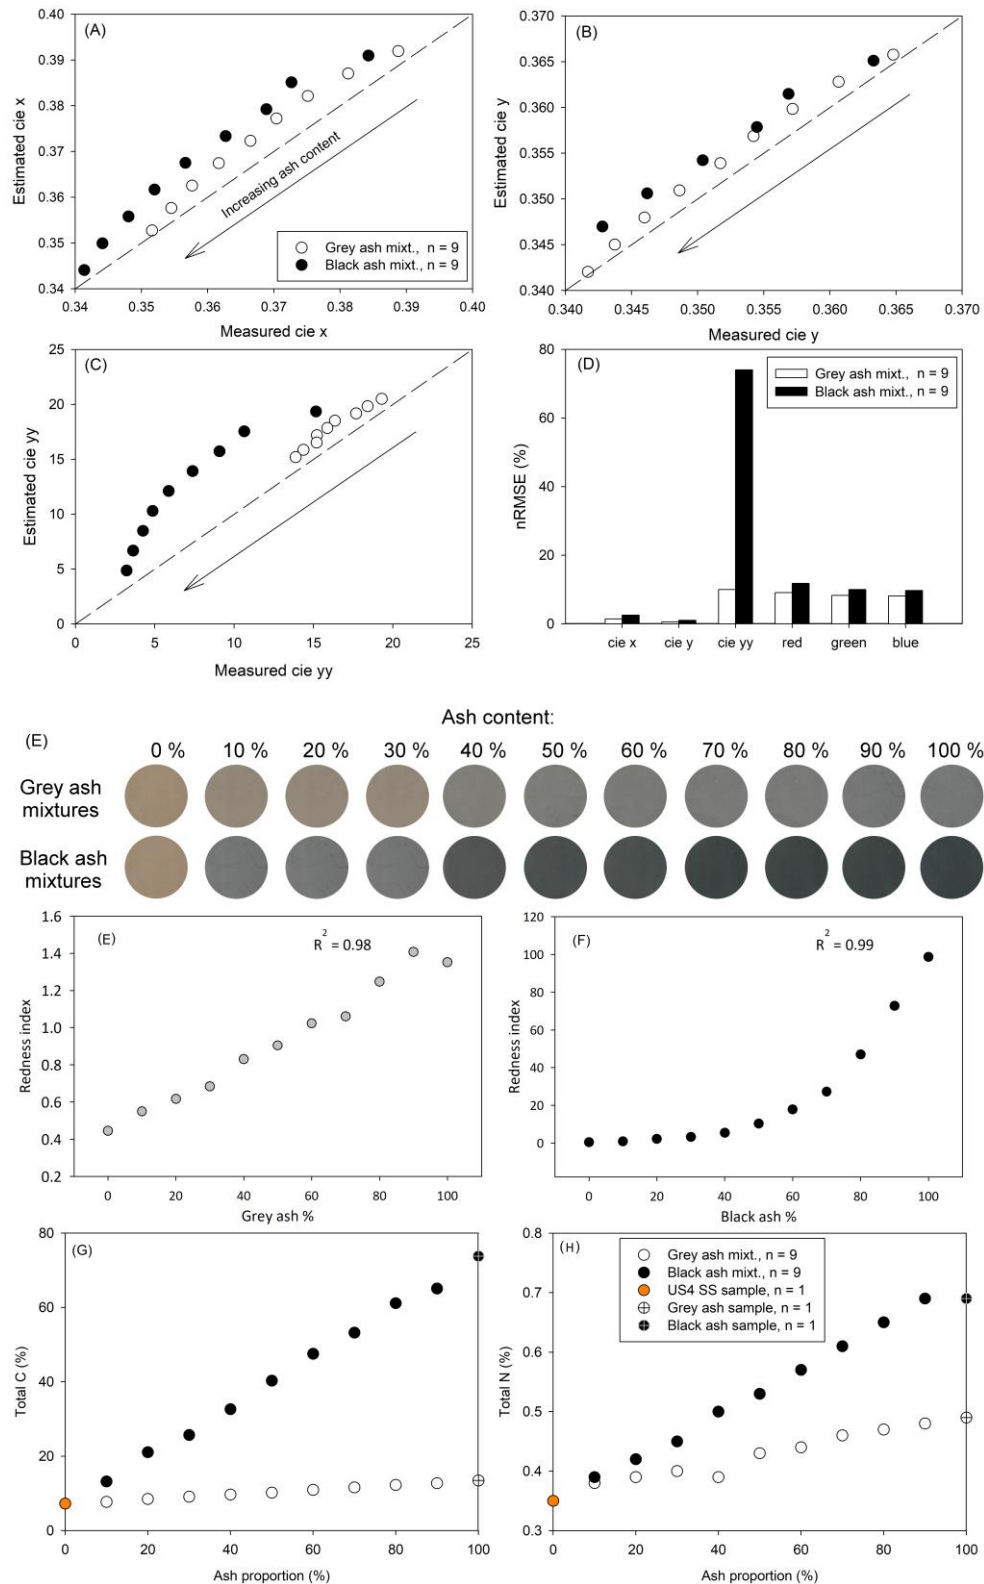 (A)
Estimated cie x
0.40
0.39
0.38
0.37
0.36
0.35
0.34
Increasing ash content
Grey ash mixt., n = 9
Black ash mixt., n = 9
0.34 0.35 0.36 0.37 0.38 0.39 0.40
Measured cie x
(B)
Estimated cie y
0.370
0.365
0.360
0.355
0.350
0.345
0.340
0.340 0.345 0.350 0.355 0.360 0.365 0.370
Measured cie y
(C)
Estimated cie yy
25
20
15
10
5
0
0 5 10 15 20 25
Measured cie yy
(D)
nRMSE (%)
80
60
40
20
0
Grey ash mixt., n = 9
Black ash mixt., n = 9
cie x cie y cie yy red green blue
Ash content:
(E)
0 % 10 % 20 % 30 % 40 % 50 % 60 % 70 % 80 % 90 % 100 %
Grey ash
mixtures
Black ash
mixtures
(E)
R2 = 0.98
Redness index
1.6
1.4
1.2
1.0
0.8
0.6
0.4
0.2
0 20 40 60 80 100
Grey ash %
(F)
R2 = 0.99
Redness index
120
100
80
60
40
20
0
0 20 40 60 80 100
Black ash %
(G)
Total C (%)
80
60
40
20
0
0 20 40 60 80 100
Ash proportion (%)
(H)
Total N (%)
0.8
0.7
0.6
0.5
0.4
0.3
Grey ash mixt., n = 9
Black ash mixt., n = 9
US4 SS sample, n = 1
Grey ash sample, n = 1
Black ash sample, n = 1
0 20 40 60 80 100
Ash proportion (%)